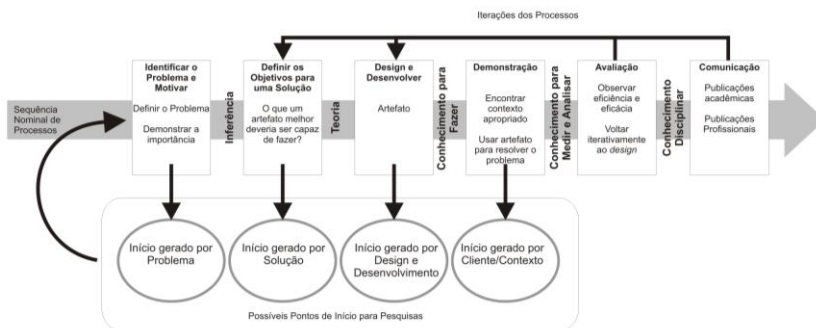 Iterações dos Processos
Identificar o
Problema e
Motivar
Definir o Problema
Demonstrar a
importância
Definir os
Objetivos para
uma Solução
O que um
artefato melhor
deveria ser capaz
de fazer?
Design e
Desenvolver
Artefato
Demonstração
Encontrar
contexto
apropriado
Usar artefato
para resolver o
problema
Avaliação
Observar
eficiência e
eficácia
Voltar
iterativamente
ao design
Comunicação
Publicações
acadêmicas
Publicações
Profissionais
Sequência
Nominal de
Processos
Inferência
Teoria
Conhecimento para
Fazer
Conhecimento para
Medir e Analisar
Conhecimento
Disciplinar
Início gerado por
Problema
Início gerado por
Solução
Início gerado por
Design e
Desenvolvimento
Início gerado por
Cliente/Contexto
Possíveis Pontos de Início para Pesquisas